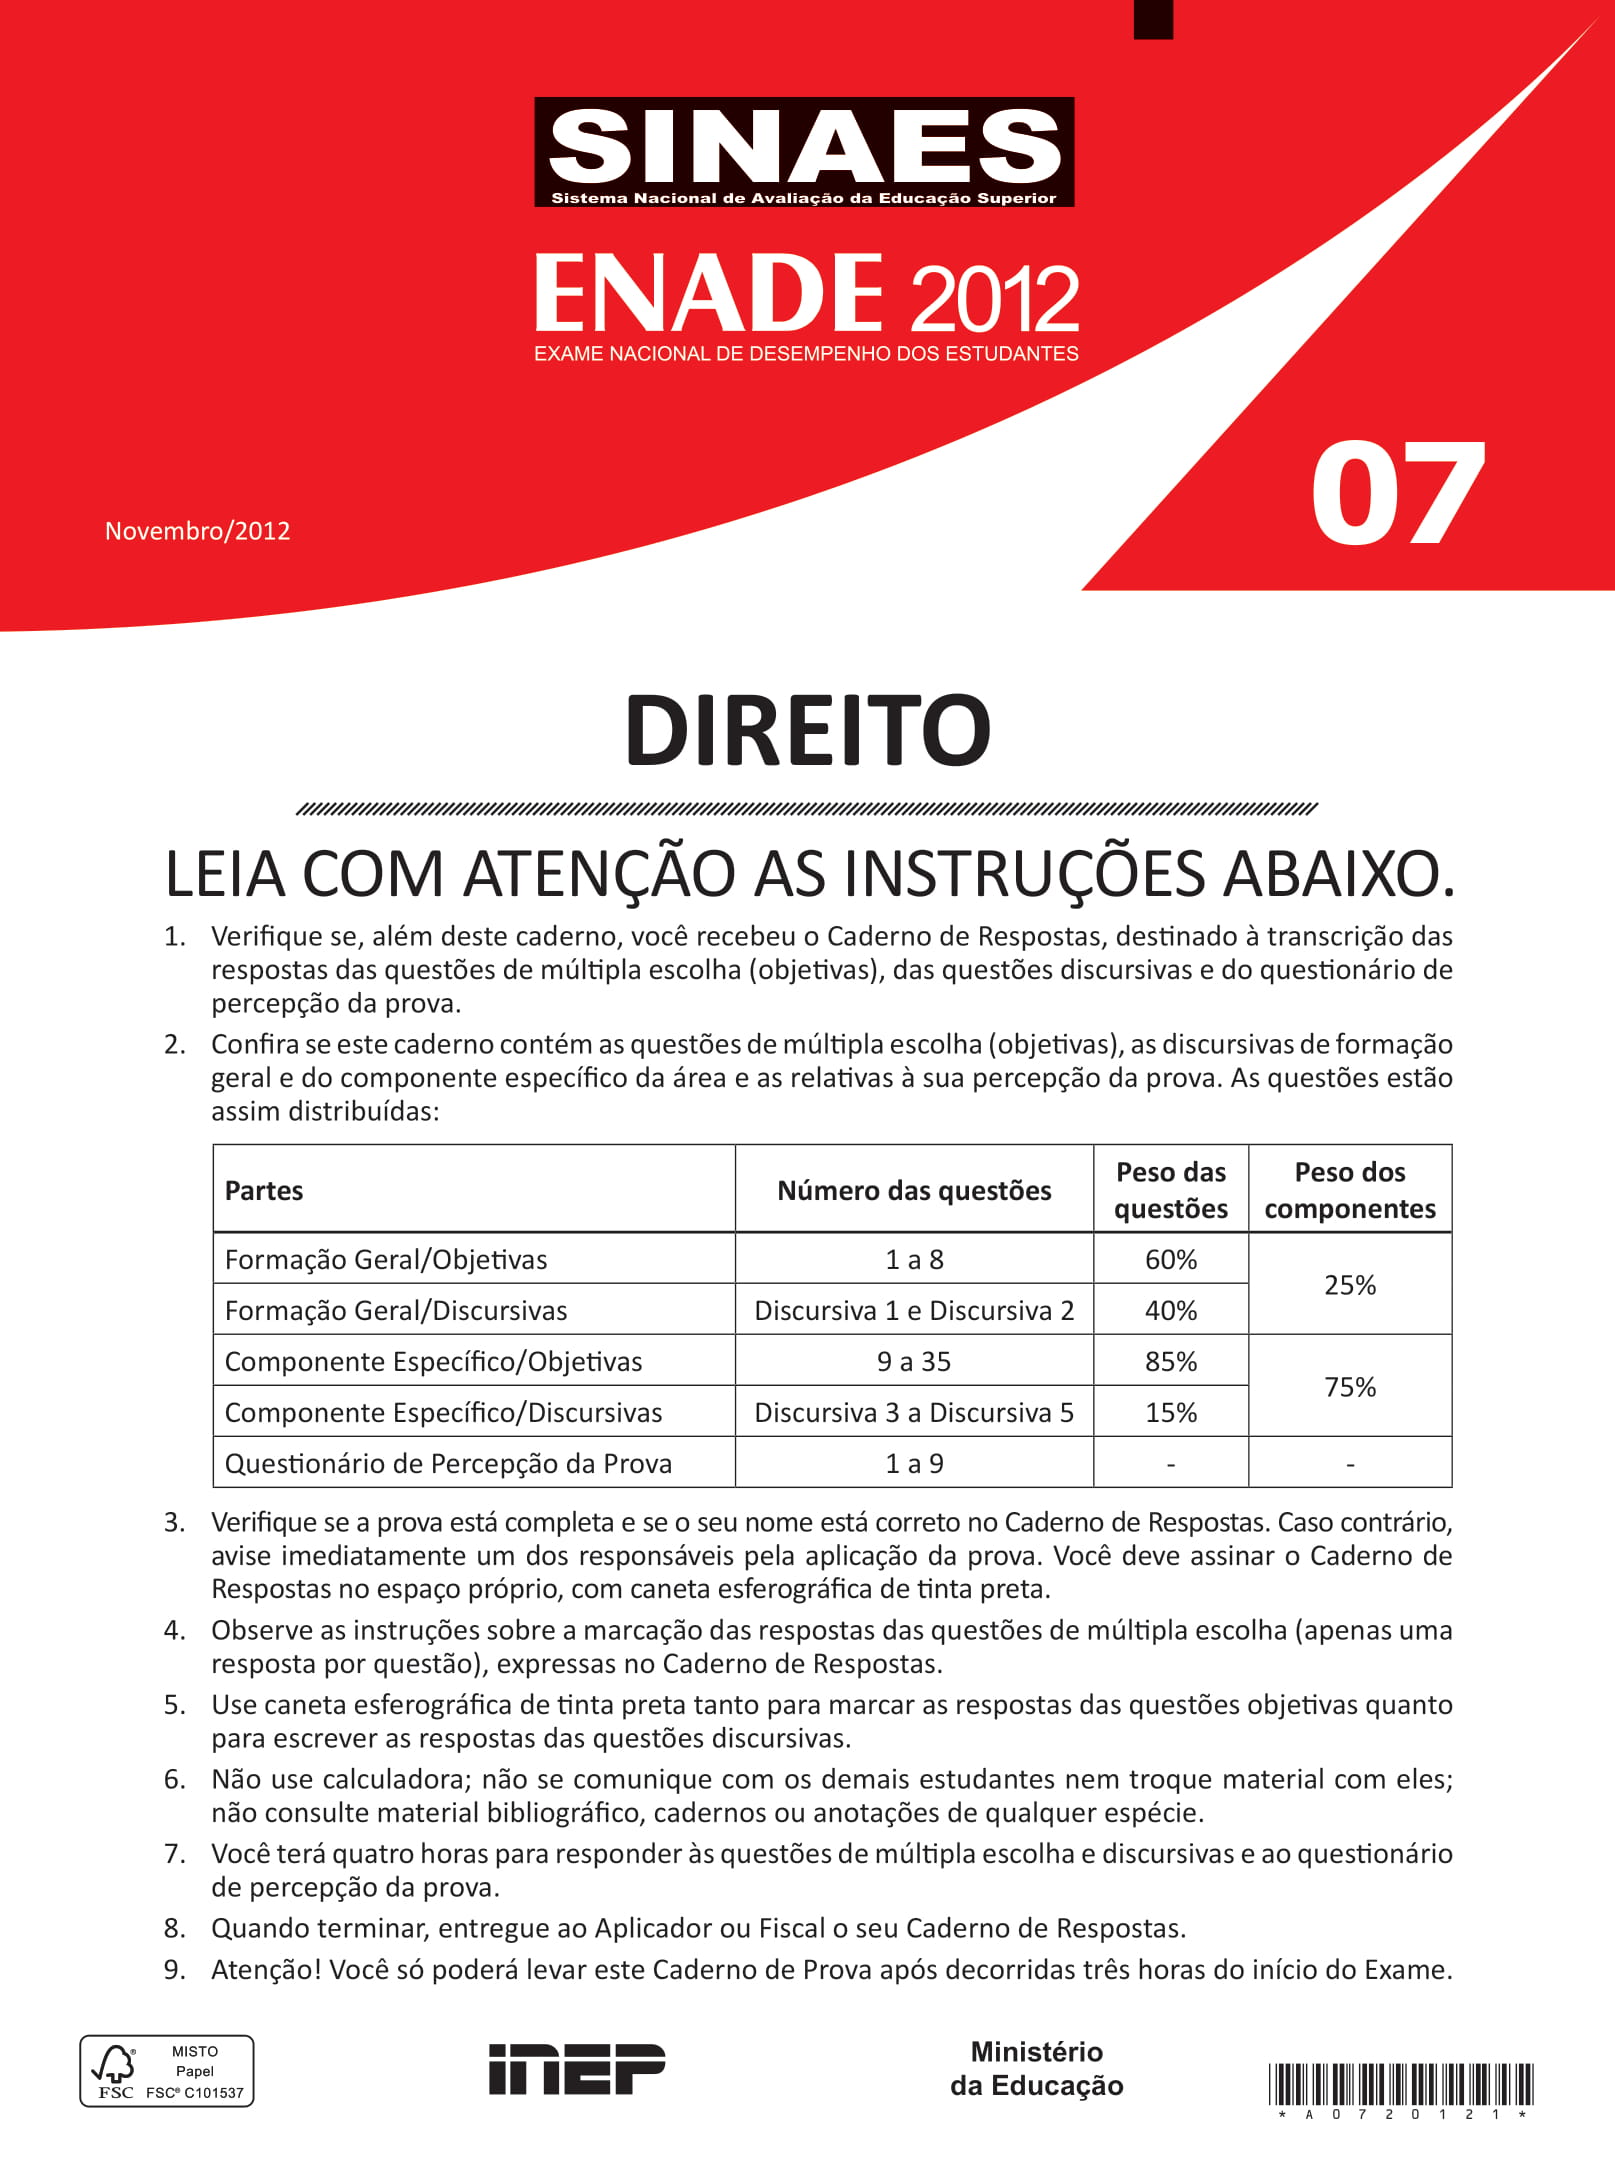 SINAES
Sistema Nacional de Avaliação da Educação Superior
ENADE 2012
EXAME NACIONAL DE DESEMPENHO DOS ESTUDANTES
07
Novembro/2012
DIREITO
LEIA COM ATENÇÃO AS INSTRUÇÕES ABAIXO.
1. Verifique se, além deste caderno, você recebeu o Caderno de Respostas, destinado à transcrição das
respostas das questões de múltipla escolha (objetivas), das questões discursivas e do questionário de
percepção da prova.
2. Confira se este caderno contém as questões de múltipla escolha (objetivas), as discursivas de formação
geral e do componente específico da área e as relativas à sua percepção da prova. As questões estão
assim distribuídas:
Partes Número das questões Peso das questões Peso dos componentes
Formação Geral/Objetivas 1 a 8 60% 25%
Formação Geral/Discursivas Discursiva 1 e Discursiva 2 40%
Componente Específico/Objetivas 9 a 35 85% 75%
Componente Específico/Discursivas Discursiva 3 a Discursiva 5 15%
Questionário de Percepção da Prova 1 a 9 - -
3. Verifique se a prova está completa e se o seu nome está correto no Caderno de Respostas. Caso contrário,
avise imediatamente um dos responsáveis pela aplicação da prova. Você deve assinar o Caderno de
Respostas no espaço próprio, com caneta esferográfica de tinta preta.
4. Observe as instruções sobre a marcação das respostas das questões de múltipla escolha (apenas uma
resposta por questão), expressas no Caderno de Respostas.
5. Use caneta esferográfica de tinta preta tanto para marcar as respostas das questões objetivas quanto
para escrever as respostas das questões discursivas.
6. Não use calculadora; não se comunique com os demais estudantes nem troque material com eles;
não consulte material bibliográfico, cadernos ou anotações de qualquer espécie.
7. Você terá quatro horas para responder às questões de múltipla escolha e discursivas e ao questionário
de percepção da prova.
8. Quando terminar, entregue ao Aplicador ou Fiscal o seu Caderno de Respostas.
9. Atenção! Você só poderá levar este Caderno de Prova após decorridas três horas do início do Exame.
MISTO
Papel
FSC FSC® C101537
INEP
Ministério
da Educação
* A 0 7 2 0 1 2 1 *